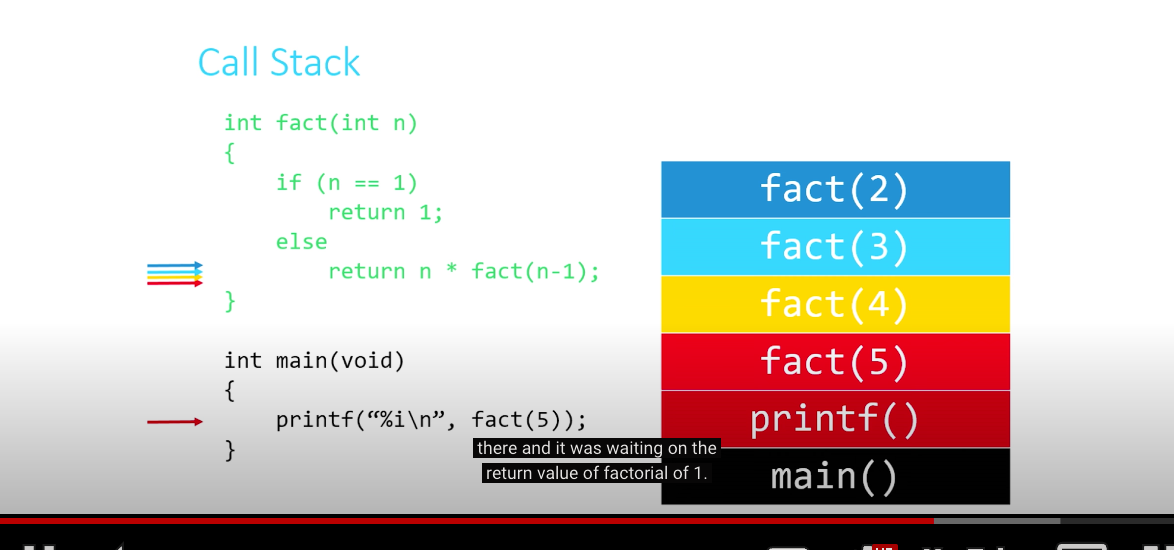 Call Stack
int fact(int n)
{
if (n == 1)
return 1;
else
return n * fact(n-1);
}
int main(void)
{
printf(“%i\n”, fact(5));
}
fact(2)
fact(3)
fact(4)
fact(5)
printf()
main()
there and it was waiting on the
return value of factorial of 1.